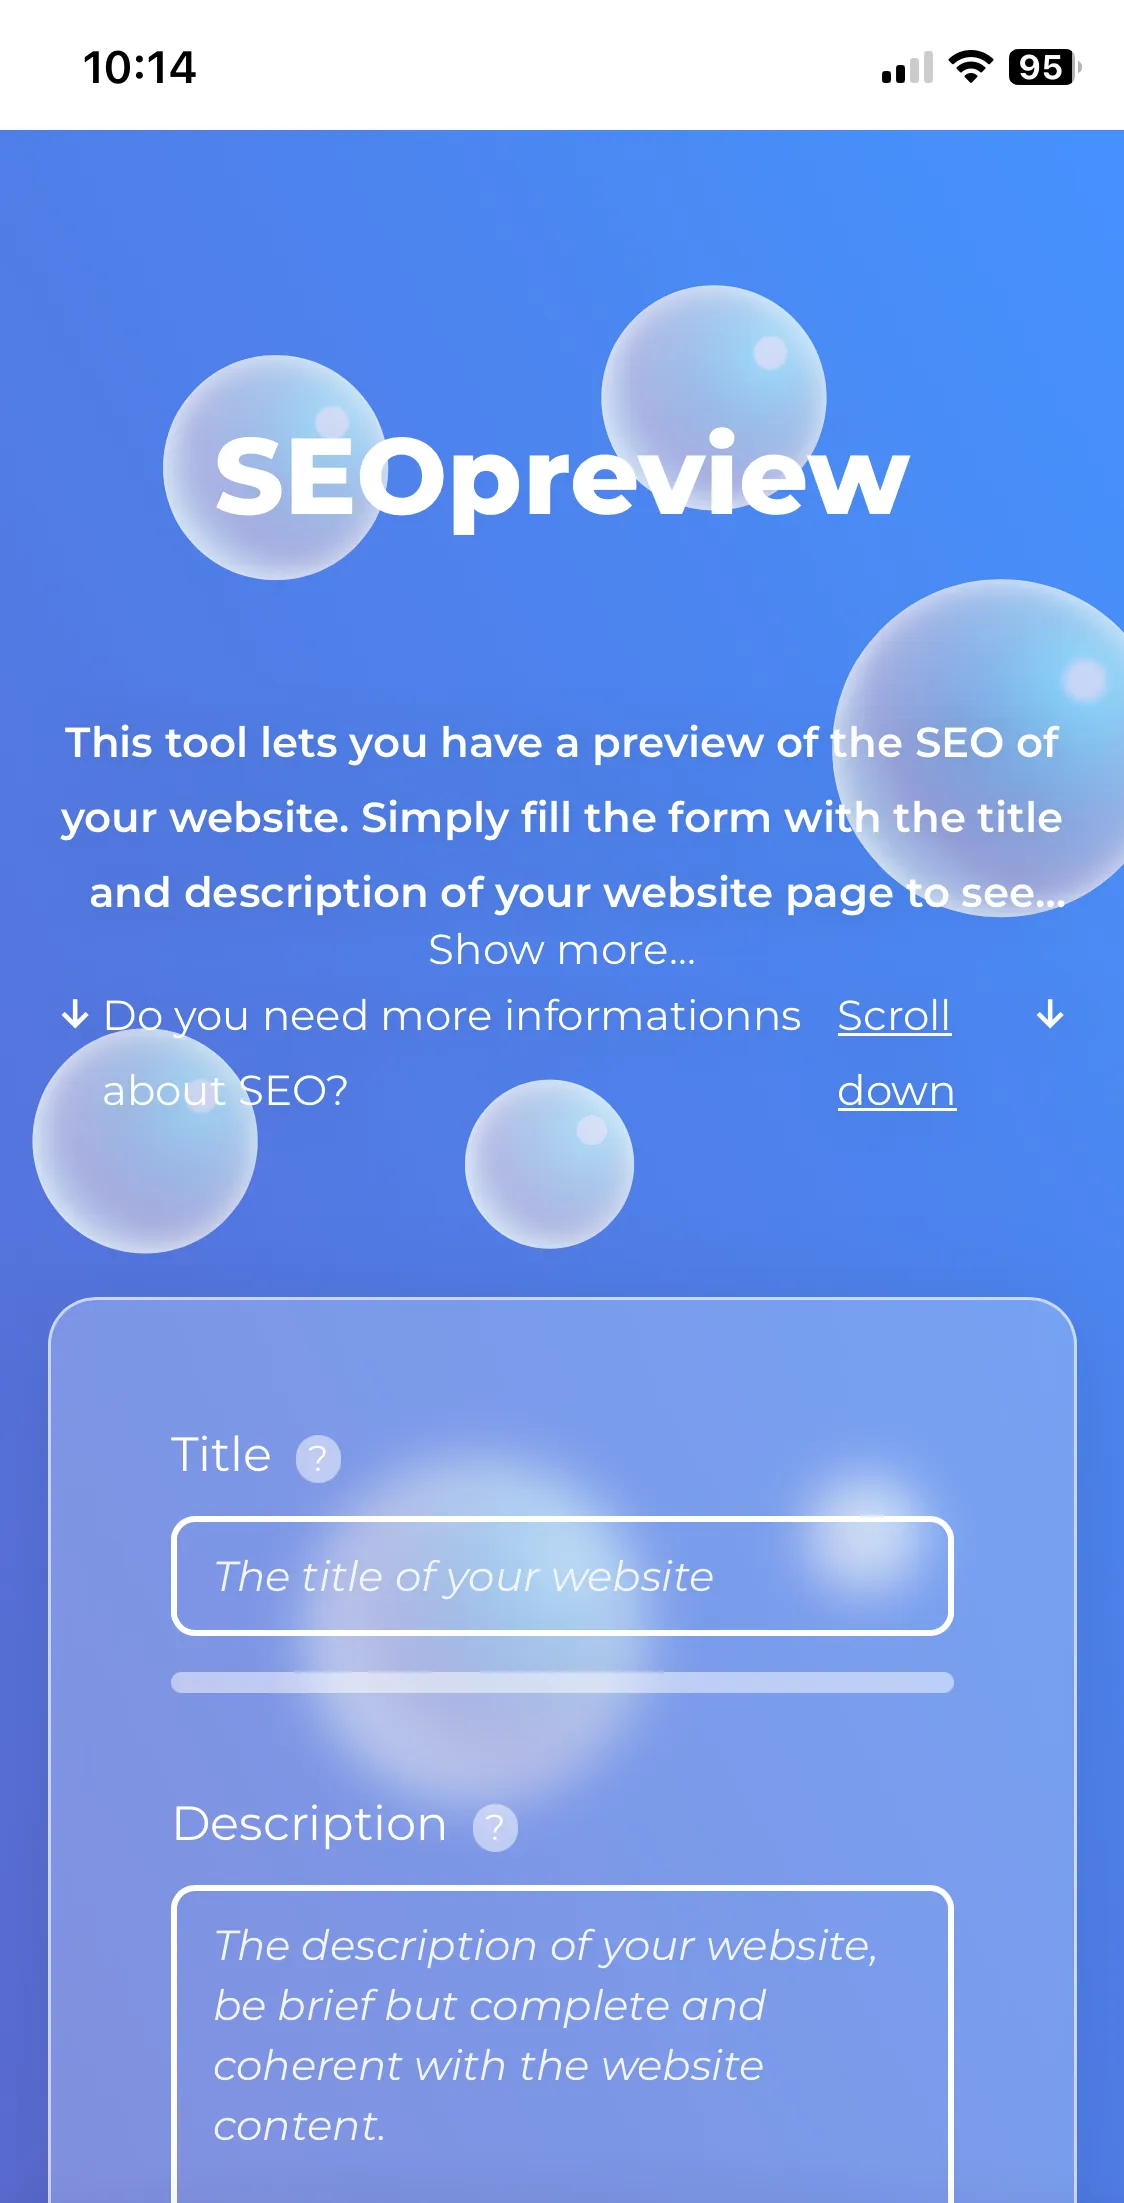 10:14
95
SEOpreview
This tool lets you have a preview of the SEO of
your website. Simply fill the form with the title
and description of your website page to see...
Show more...
↓ Do you need more informationns Scroll ↓
about SEO? down
Title ?
The title of your website
Description ?
The description of your website,
be brief but complete and
coherent with the website
content.